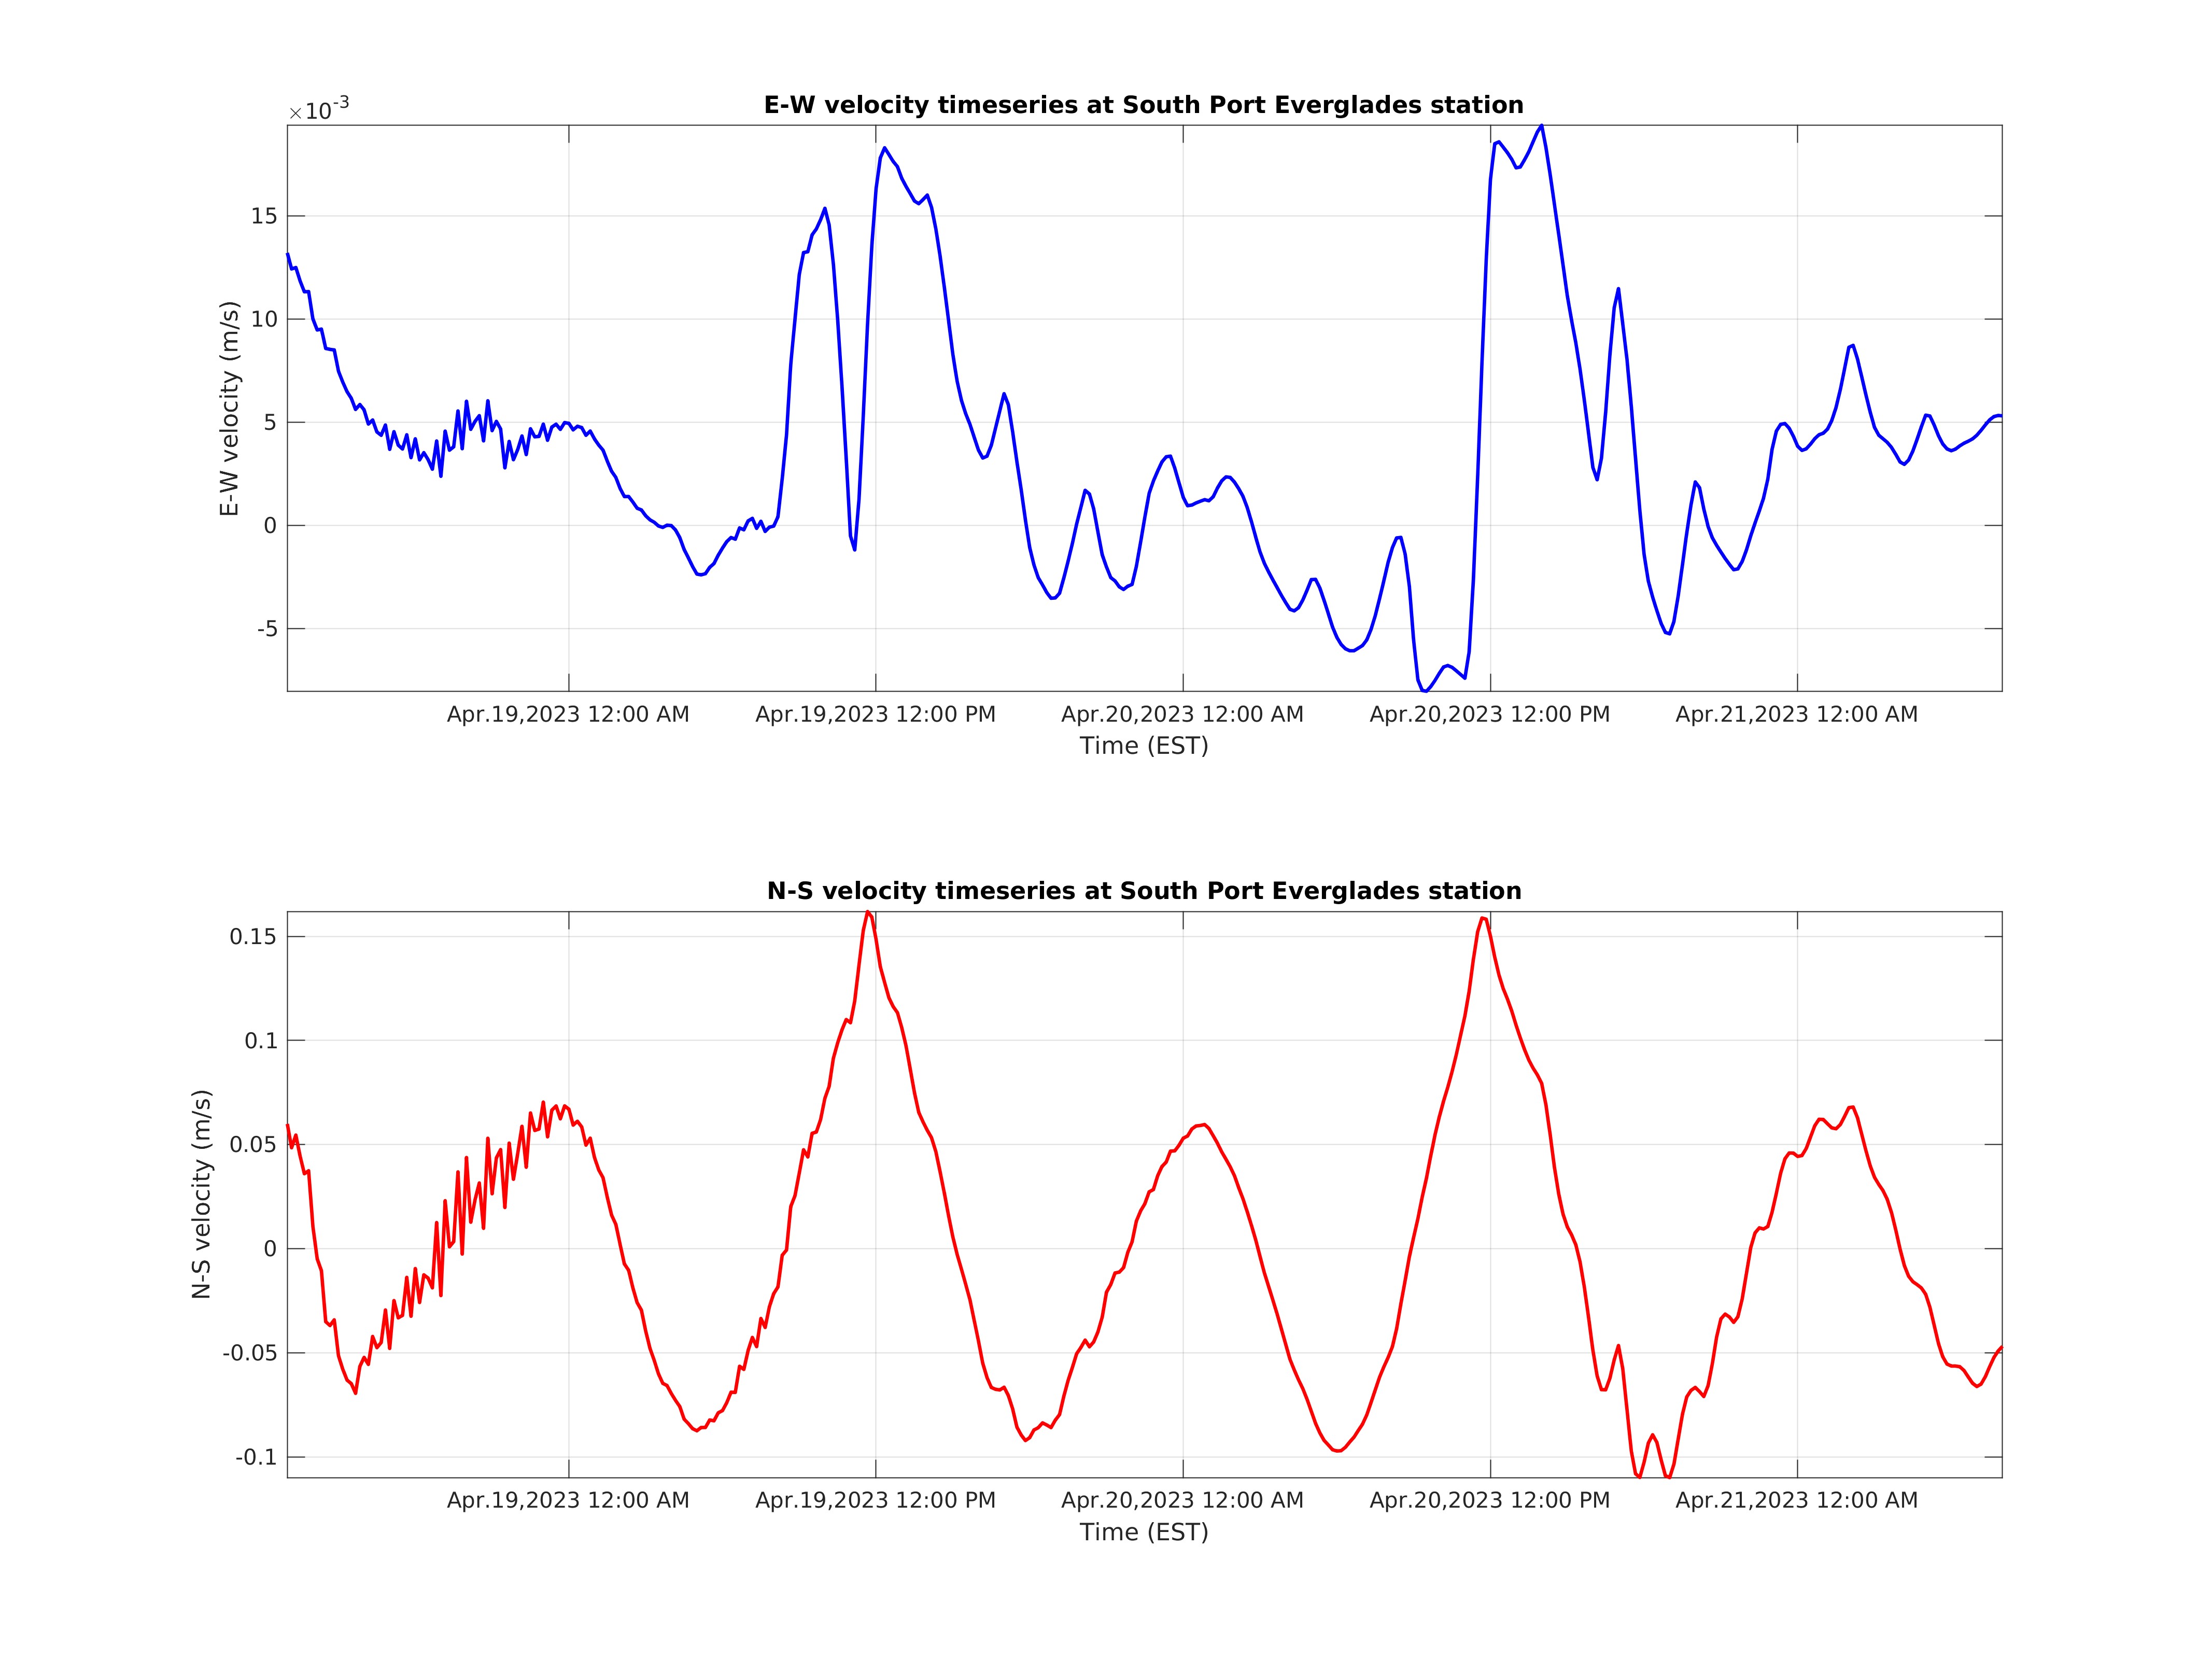 ×10-3
E-W velocity timeseries at South Port Everglades station
15
10
5
0
-5
E-W velocity (m/s)
Apr.19,2023 12:00 AM
Apr.19,2023 12:00 PM
Apr.20,2023 12:00 AM
Apr.20,2023 12:00 PM
Apr.21,2023 12:00 AM
Time (EST)
N-S velocity timeseries at South Port Everglades station
0.15
0.1
0.05
0
-0.05
-0.1
N-S velocity (m/s)
Apr.19,2023 12:00 AM
Apr.19,2023 12:00 PM
Apr.20,2023 12:00 AM
Apr.20,2023 12:00 PM
Apr.21,2023 12:00 AM
Time (EST)